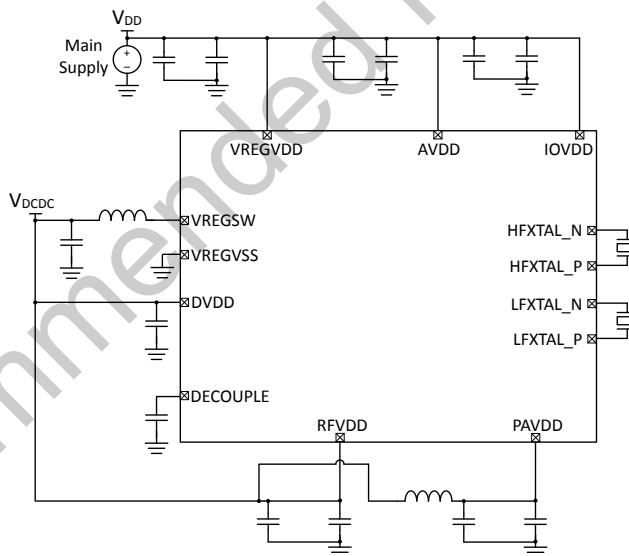 VDD
Main
Supply
VREGVDD
AVDD
IOVDD
VDCDC
VREGSW
VREGVSS
DVDD
DECOUPLE
HFXTAL_N
HFXTAL_P
LFXTAL_N
LFXTAL_P
RFVDD
PAVDD